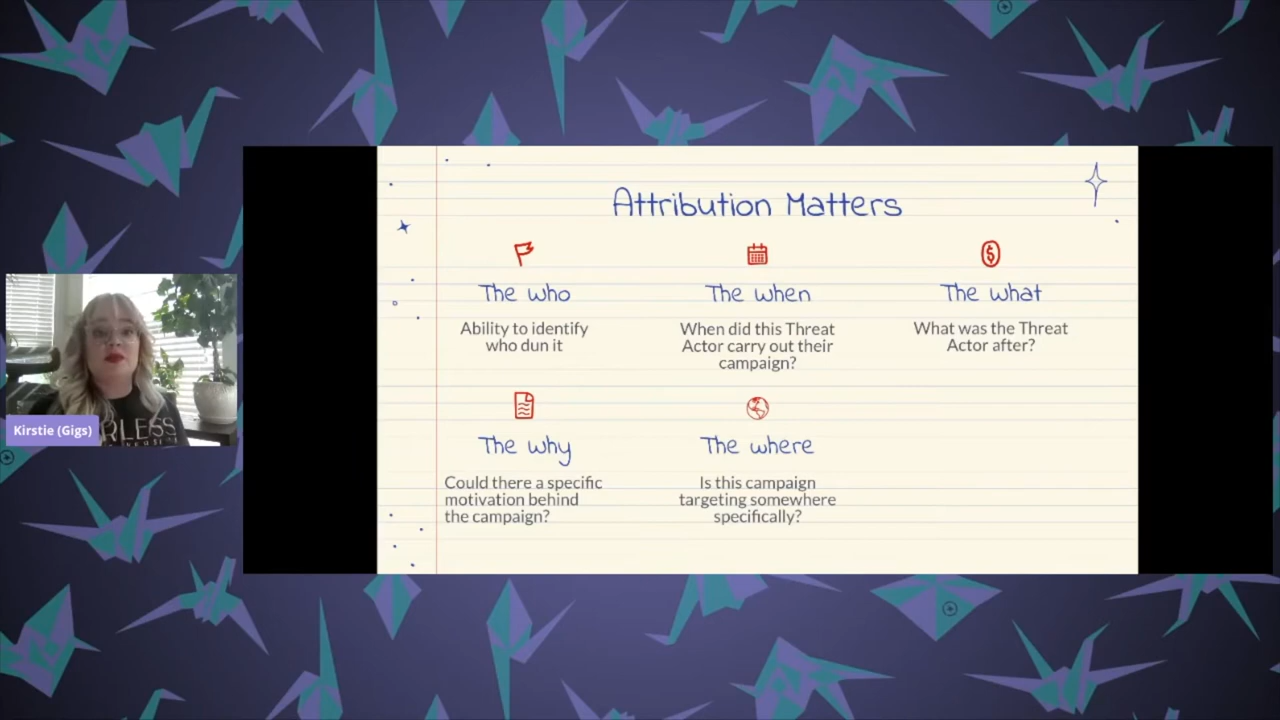 Attribution Matters
The who
Ability to identify
who dun it
The when
When did this Threat
Actor carry out their
campaign?
The what
What was the Threat
Actor after?
The why
Could there a specific
motivation behind
the campaign?
The where
Is this campaign
targeting somewhere
specifically?
Kirstie (Gigs)
RLESS